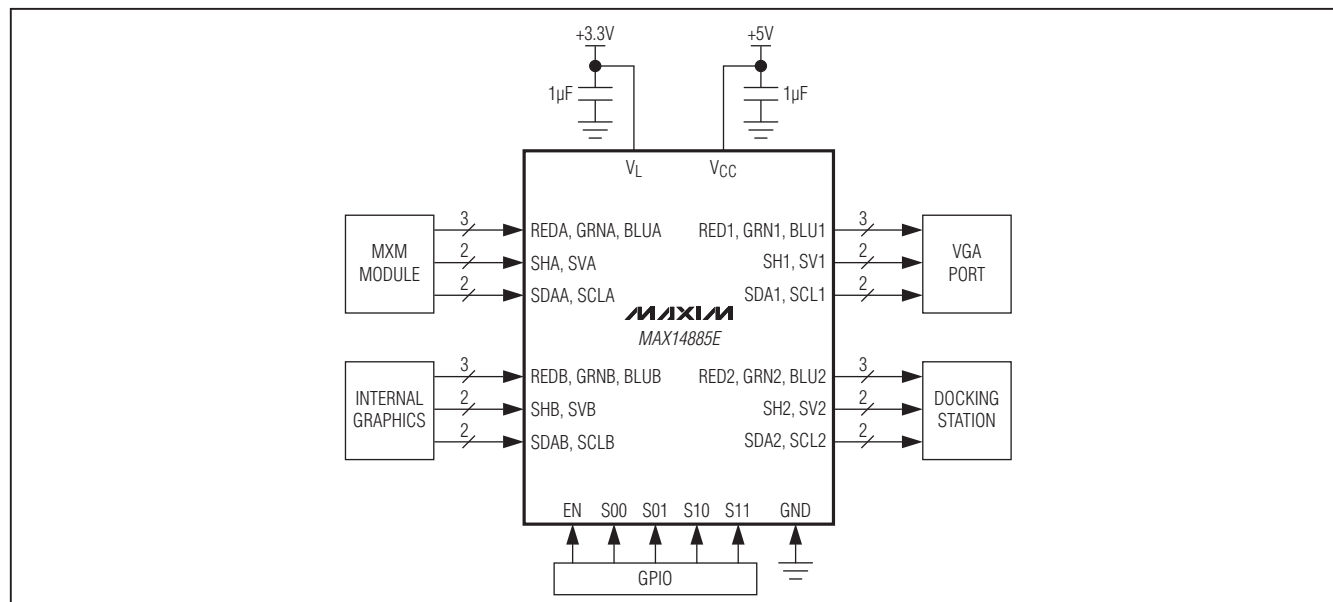 +3.3V
+5V
1µF
1µF
VL
VCC
MXM
MODULE
3
2
2
REDA, GRNA, BLUA
SHA, SVA
SDAA, SCLA
RED1, GRN1, BLU1
SH1, SV1
SDA1, SCL1
3
2
2
VGA
PORT
MAXIM
MAX14885E
INTERNAL
GRAPHICS
3
2
2
REDB, GRNB, BLUB
SHB, SVB
SDAB, SCLB
RED2, GRN2, BLU2
SH2, SV2
SDA2, SCL2
3
2
2
DOCKING
STATION
EN S00 S01 S10 S11 GND
GPIO